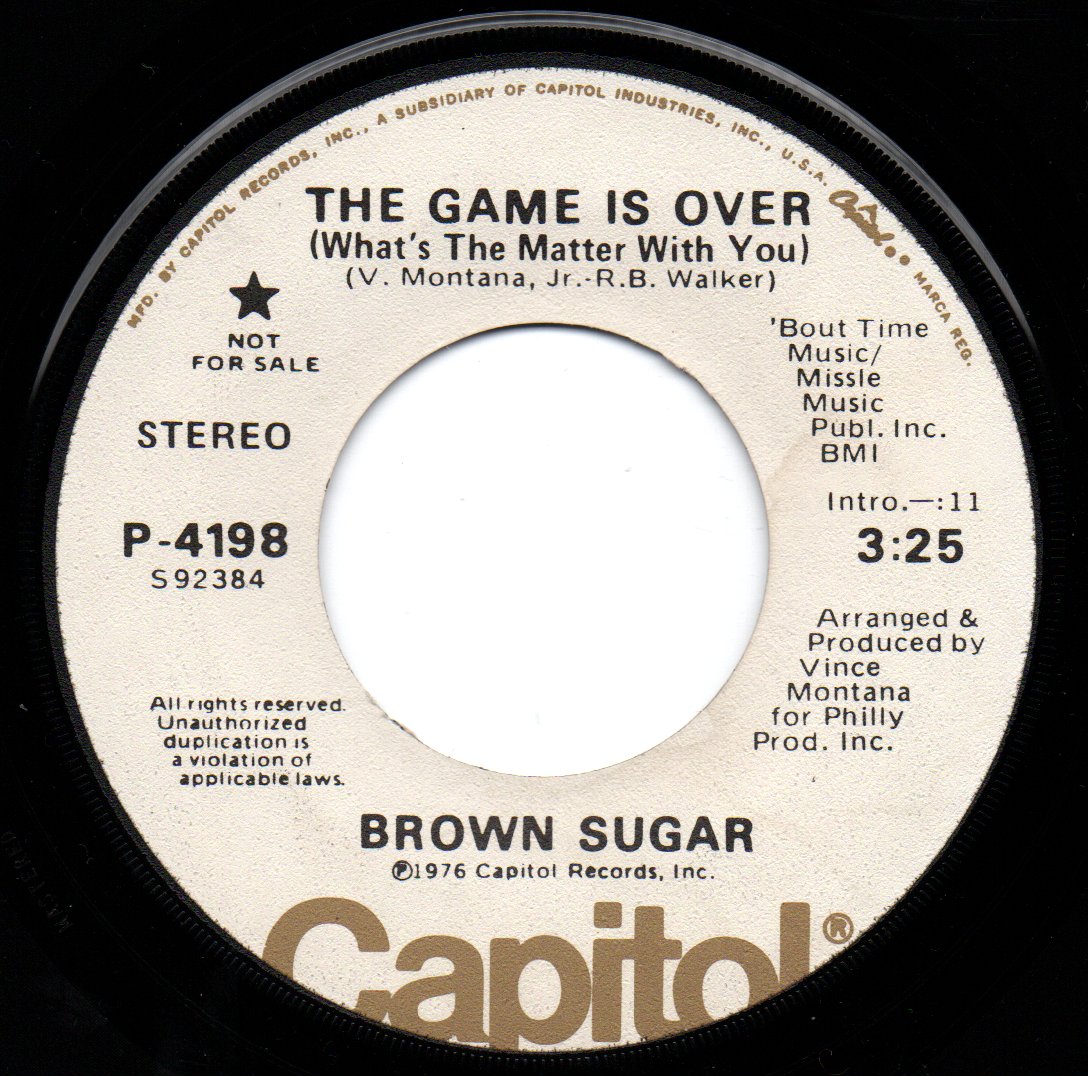 MFD. BY CAPITOL RECORDS, INC., A SUBSIDIARY OF CAPITOL INDUSTRIES, INC., U.S.A. Capitol • MARCA REG.
THE GAME IS OVER
(What's The Matter With You)
(V. Montana, Jr.-R.B. Walker)
★
NOT
FOR SALE
STEREO
P-4198
S92384
'Bout Time
Music/
Missle
Music
Publ. Inc.
BMI
Intro.—:11
3:25
Arranged &
Produced by
Vince
Montana
for Philly
Prod. Inc.
All rights reserved.
Unauthorized
duplication is
a violation of
applicable laws.
BROWN SUGAR
℗1976 Capitol Records, Inc.
Capitol®